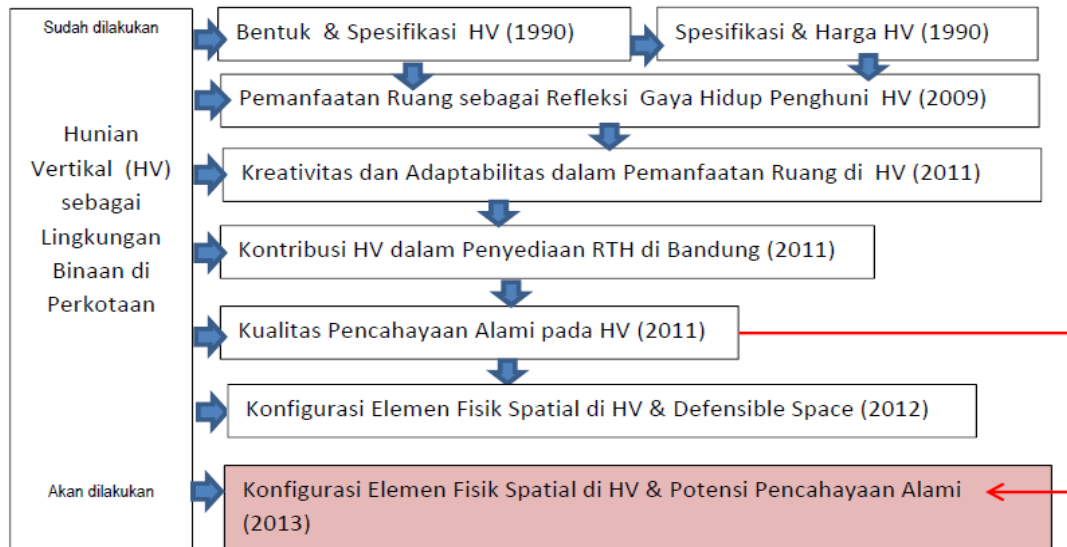 Sudah dilakukan
Bentuk & Spesifikasi HV (1990)
Spesifikasi & Harga HV (1990)
Pemanfaatan Ruang sebagai Refleksi Gaya Hidup Penghuni HV (2009)
Hunian
Vertikal (HV)
sebagai
Lingkungan
Binaan di
Perkotaan
Kreativitas dan Adaptabilitas dalam Pemanfaatan Ruang di HV (2011)
Kontribusi HV dalam Penyediaan RTH di Bandung (2011)
Kualitas Pencahayaan Alami pada HV (2011)
Konfigurasi Elemen Fisik Spatial di HV & Defensible Space (2012)
Akan dilakukan
Konfigurasi Elemen Fisik Spatial di HV & Potensi Pencahayaan Alami
(2013)